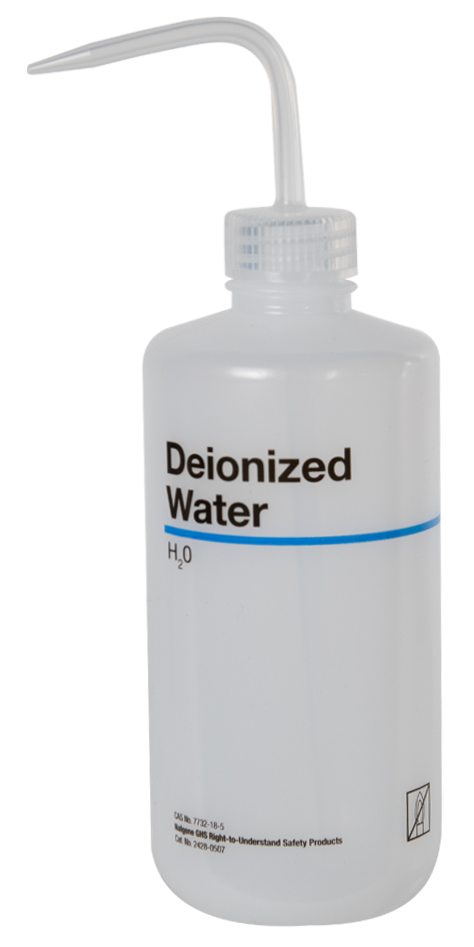 Deionized
Water
H₂O
CAS No. 7732-18-5
Nalgene GHS Right-to-Understand Safety Products
Cat. No. 2428-0507